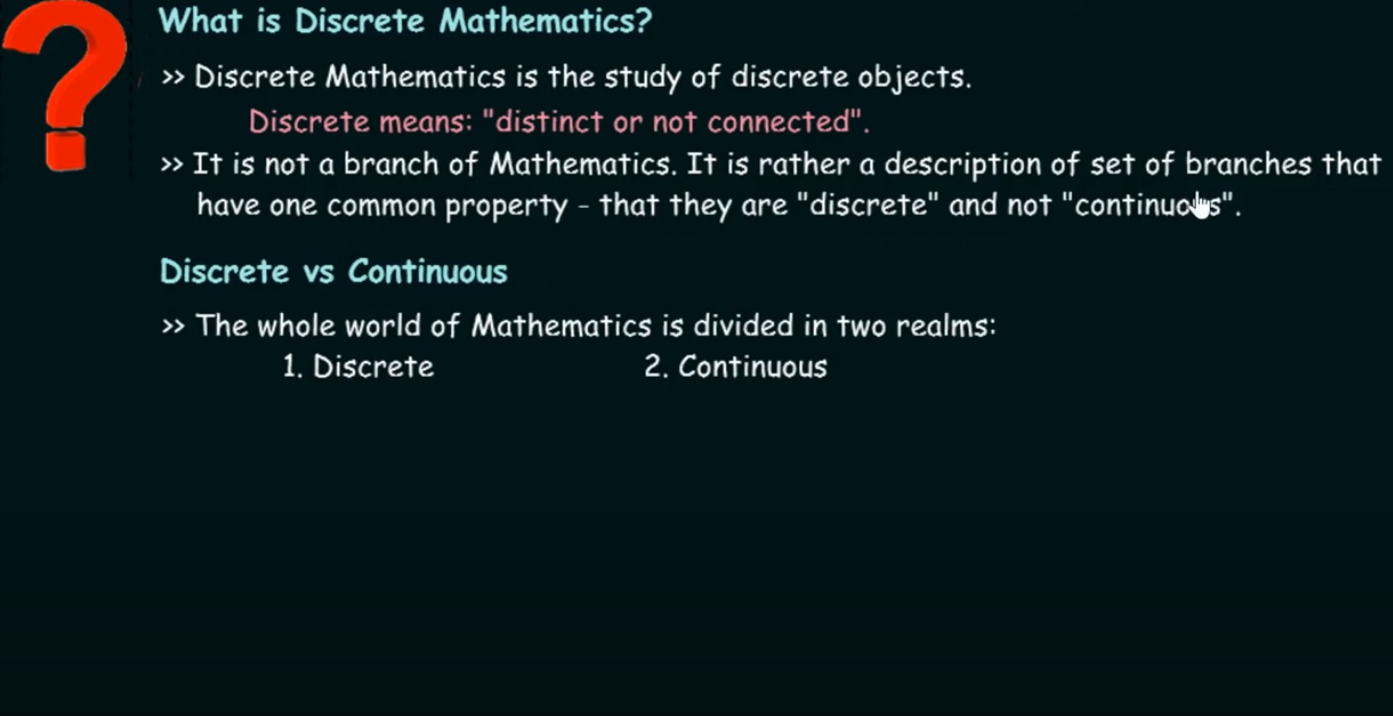 What is Discrete Mathematics?
>> Discrete Mathematics is the study of discrete objects.
Discrete means: "distinct or not connected".
>> It is not a branch of Mathematics. It is rather a description of set of branches that
have one common property - that they are "discrete" and not "continuous".
Discrete vs Continuous
>> The whole world of Mathematics is divided in two realms:
1. Discrete 2. Continuous